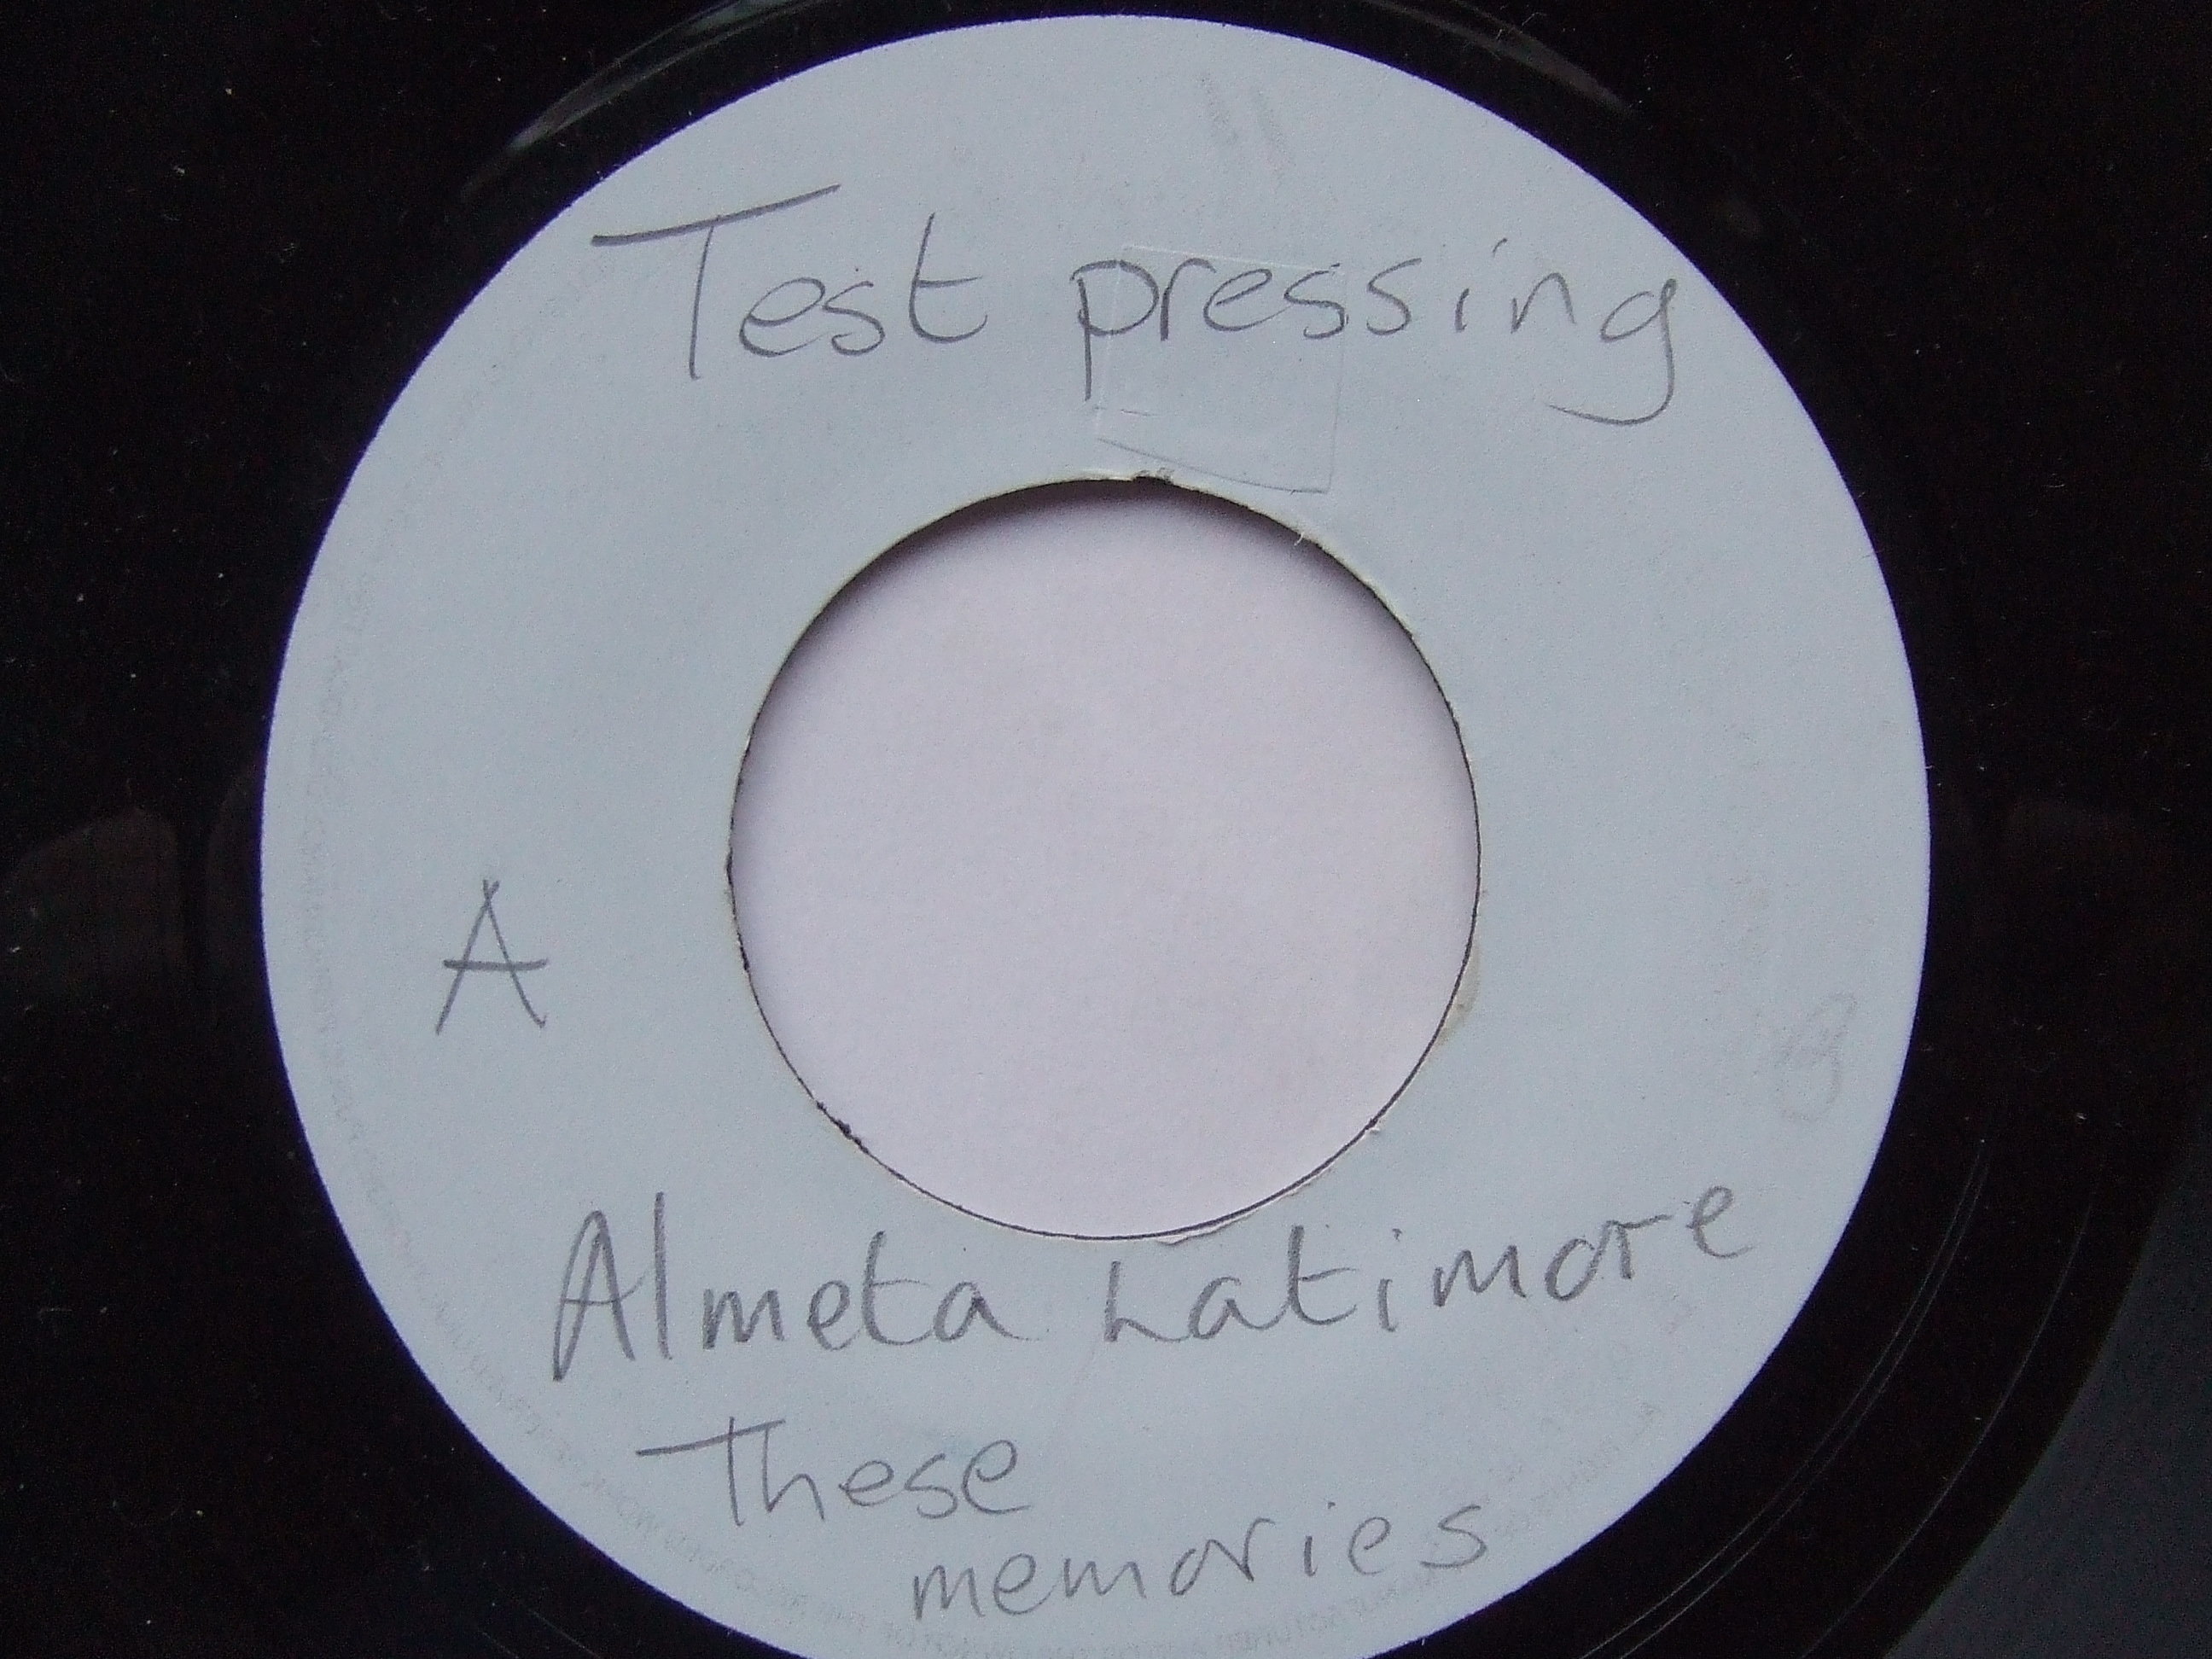 Test pressing
A
Almeta Latimore
These
memories